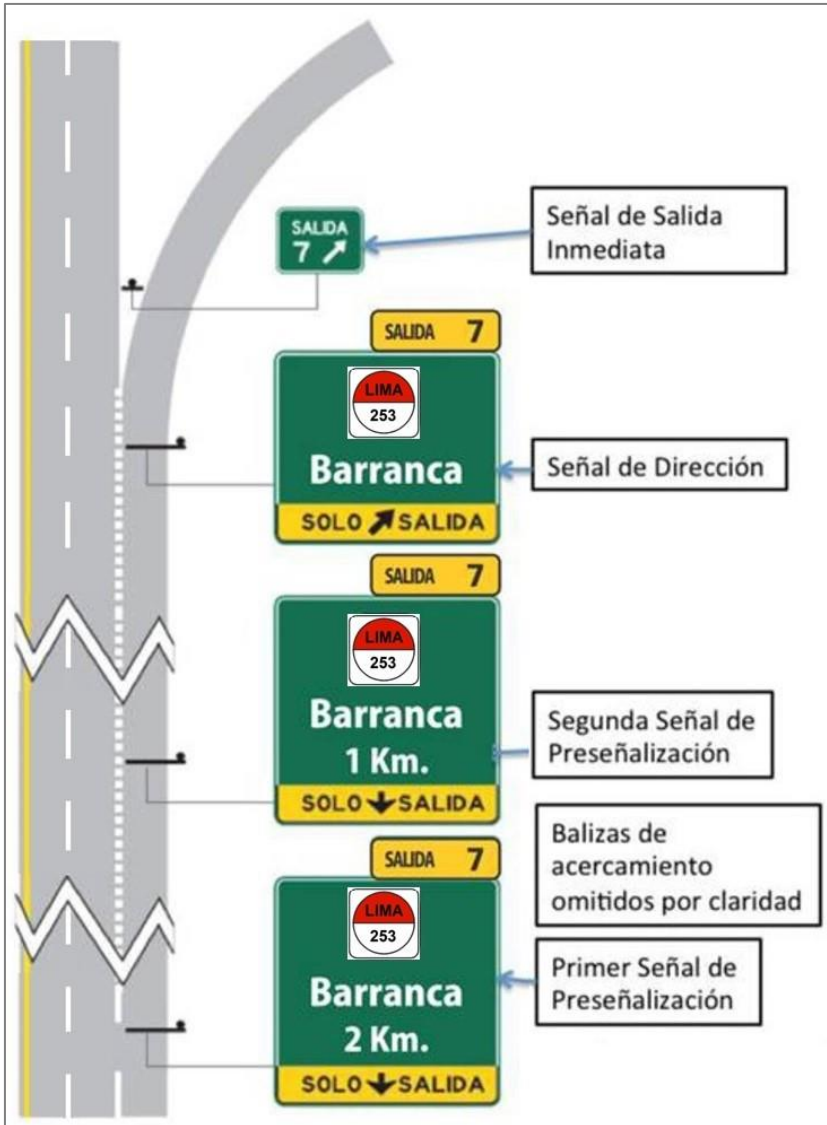 SALIDA
7
Señal de Salida
Inmediata
SALIDA 7
LIMA
253
Barranca
SOLO SALIDA
Señal de Dirección
SALIDA 7
LIMA
253
Barranca
1 Km.
SOLO SALIDA
Segunda Señal de
Preseñalización
Balizas de
acercamiento
omitidos por claridad
SALIDA 7
LIMA
253
Barranca
2 Km.
SOLO SALIDA
Primer Señal de
Preseñalización